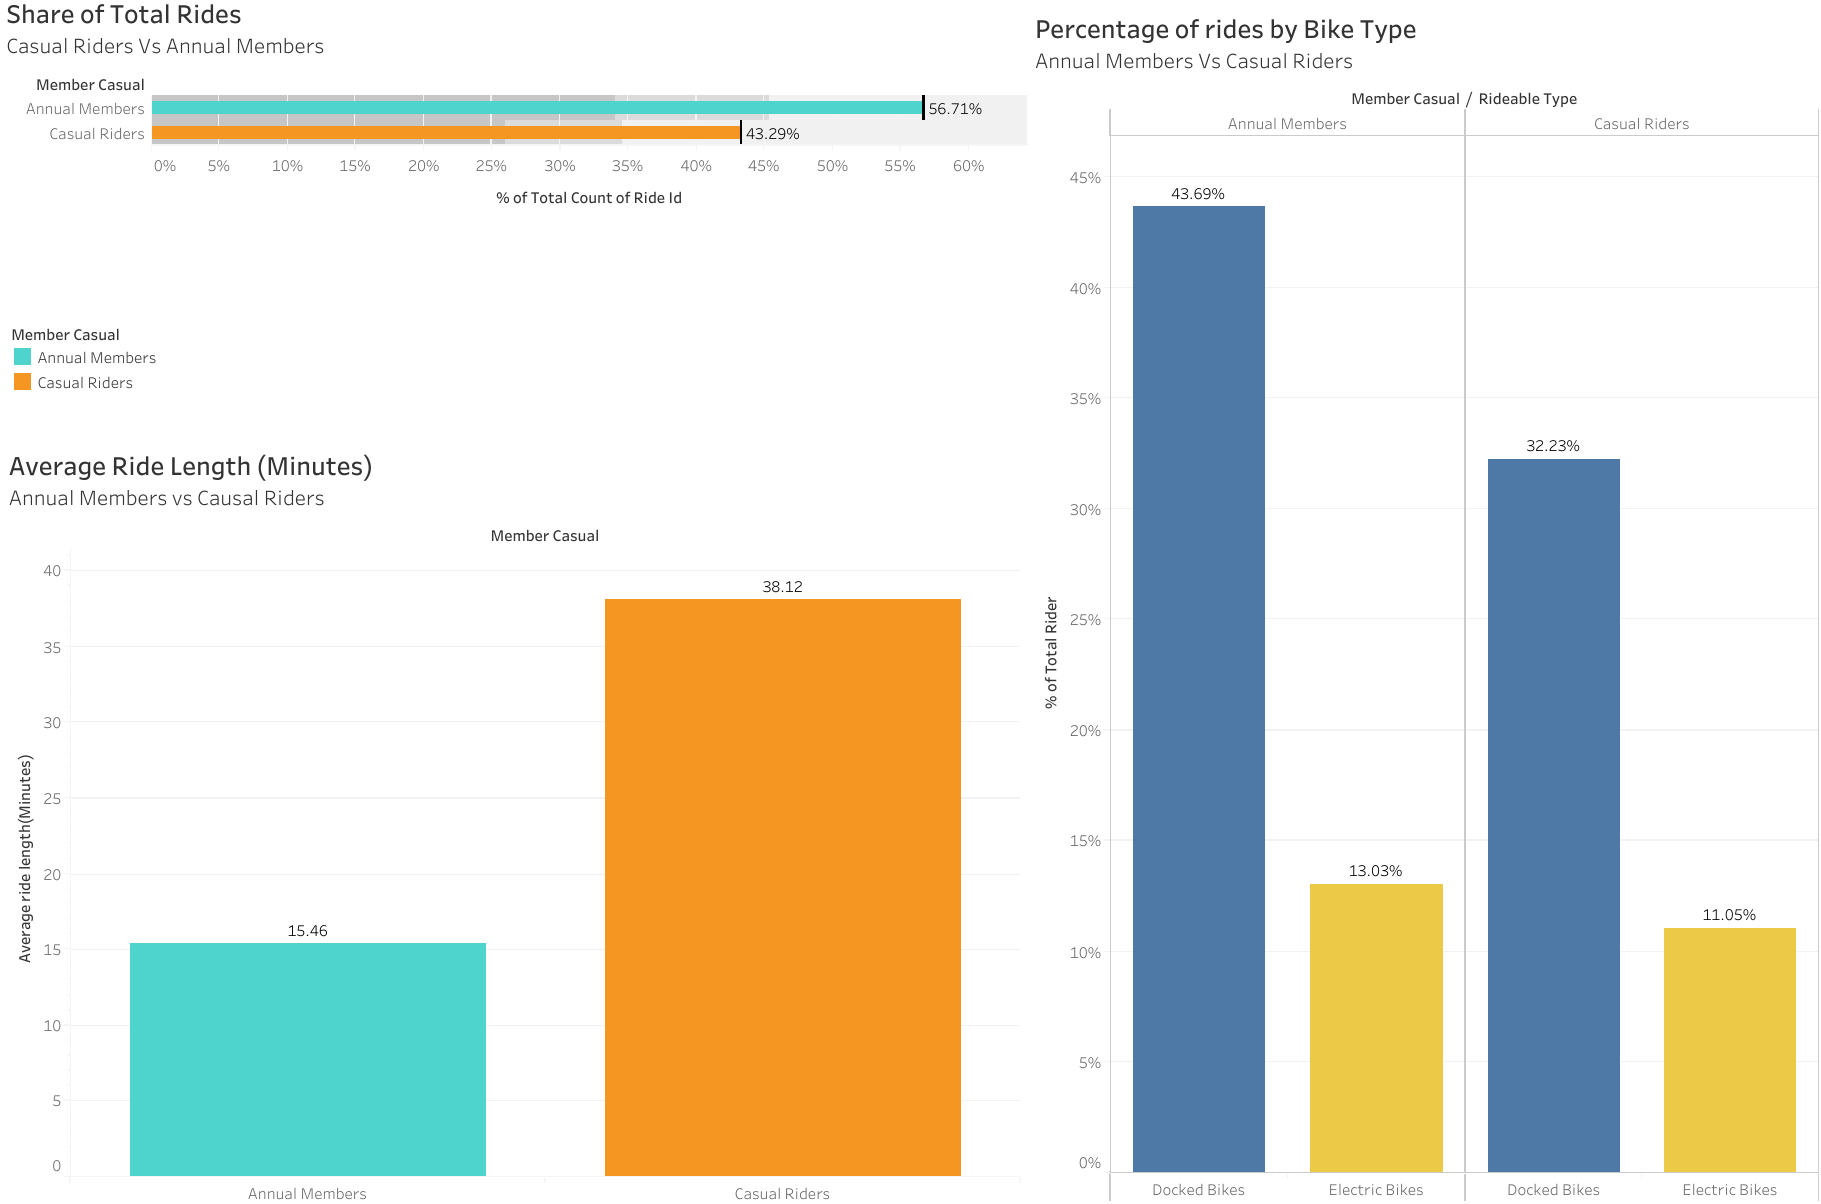 Share of Total Rides
Casual Riders Vs Annual Members
Member Casual
Annual Members 56.71%
Casual Riders 43.29%
0% 5% 10% 15% 20% 25% 30% 35% 40% 45% 50% 55% 60%
% of Total Count of Ride Id
Member Casual
Annual Members
Casual Riders
Average Ride Length (Minutes)
Annual Members vs Causal Riders
Member Casual
Average ride length(Minutes)
40
35
30
25
20
15
10
5
0
15.46
38.12
Annual Members Casual Riders
Percentage of rides by Bike Type
Annual Members Vs Casual Riders
Member Casual / Rideable Type
Annual Members Casual Riders
% of Total Rider
45%
40%
35%
30%
25%
20%
15%
10%
5%
0%
43.69%
13.03%
32.23%
11.05%
Docked Bikes Electric Bikes Docked Bikes Electric Bikes